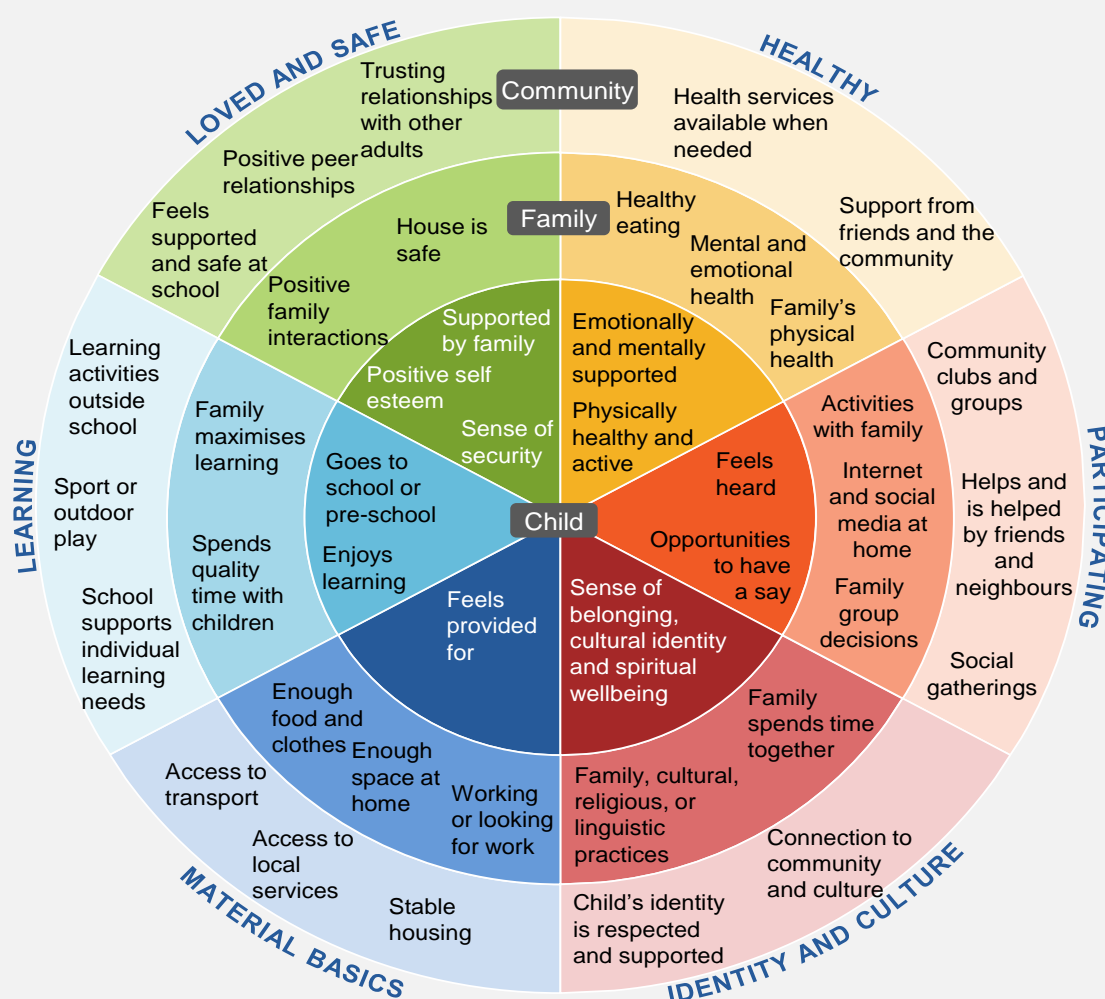 LOVED AND SAFE
HEALTHY
PARTICIPATING
IDENTITY AND CULTURE
MATERIAL BASICS
LEARNING
Community
Family
Child
Trusting
relationships
with other
adults
Positive peer
relationships
Feels
supported
and safe at
school
House is
safe
Positive
family
interactions
Supported
by family
Positive self
esteem
Sense of
security
Health services
available when
needed
Support from
friends and the
community
Healthy
eating
Mental and
emotional
health
Family’s
physical
health
Emotionally
and mentally
supported
Physically
healthy and
active
Community
clubs and
groups
Helps and
is helped
by friends
and
neighbours
Social
gatherings
Activities
with family
Internet
and social
media at
home
Family
group
decisions
Feels
heard
Opportunities
to have
a say
Sense of
belonging,
cultural identity
and spiritual
wellbeing
Family
spends time
together
Family, cultural,
religious, or
linguistic
practices
Connection to
community
and culture
Child’s identity
is respected
and supported
Feels
provided
for
Enough
food and
clothes
Enough
space at
home
Working
or looking
for work
Access to
transport
Access to
local
services
Stable
housing
Goes to
school or
pre-school
Enjoys
learning
Family
maximises
learning
Spends
quality
time with
children
Learning
activities
outside
school
Sport or
outdoor
play
School
supports
individual
learning
needs